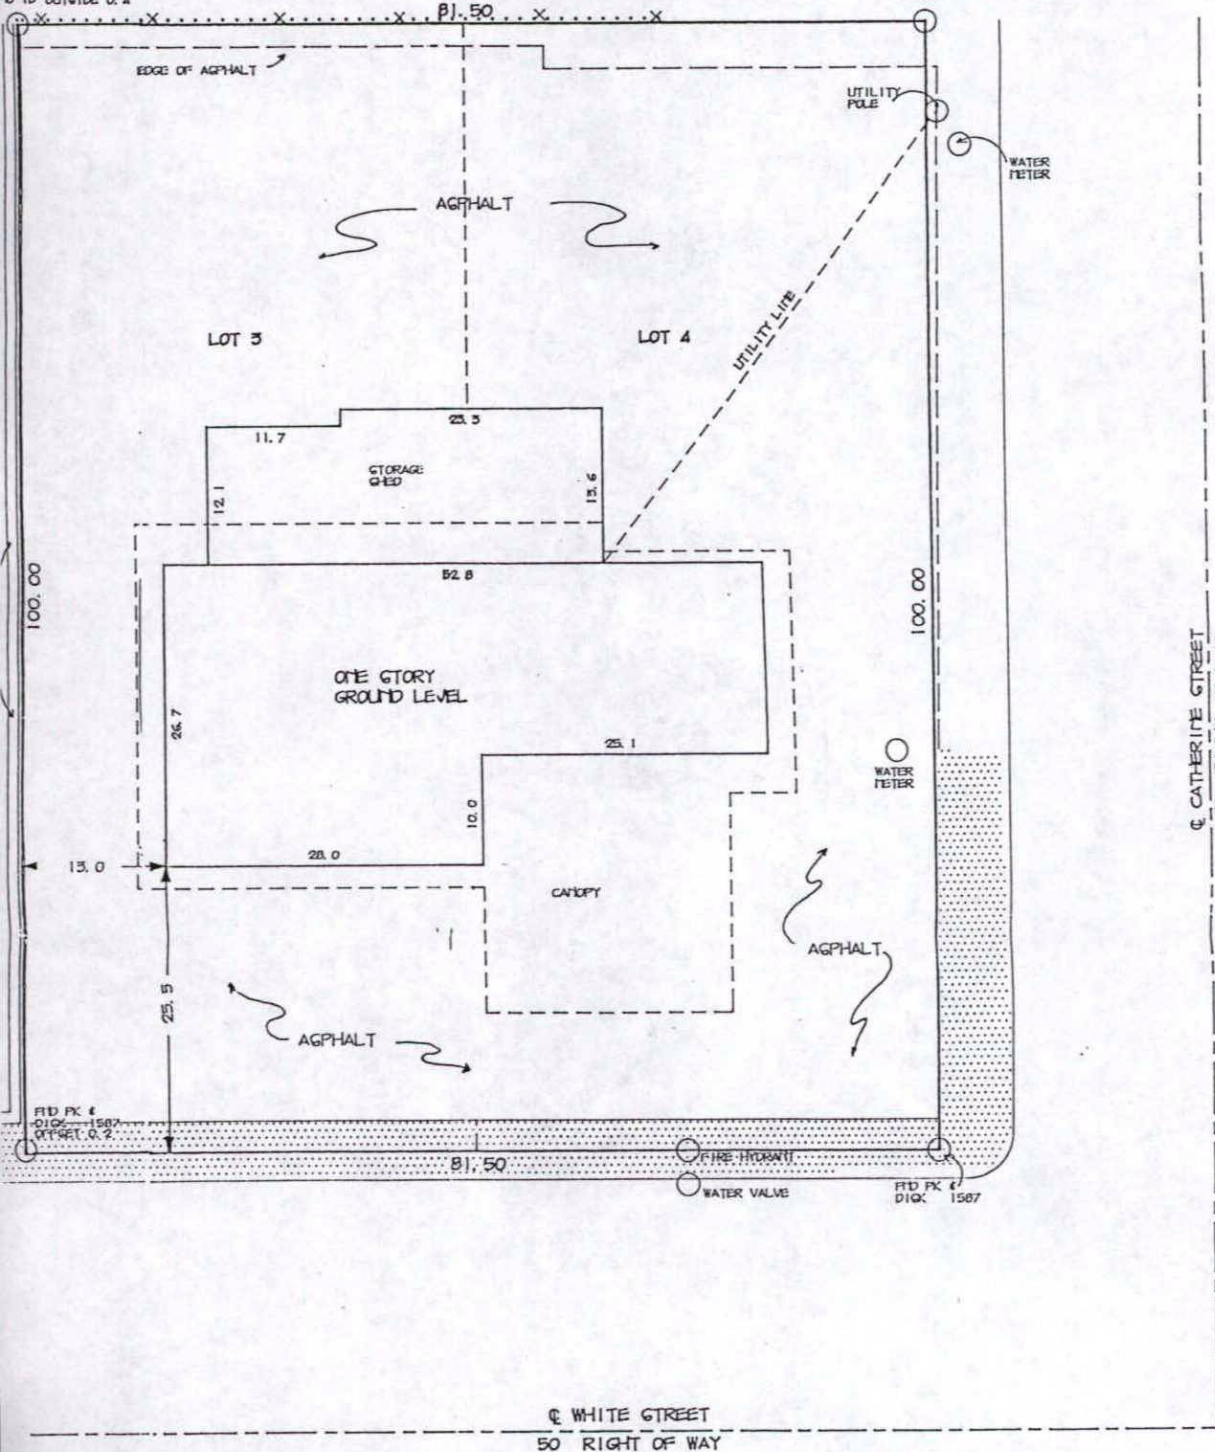 81.50
EDGE OF ASPHALT
UTILITY
POLE
WATER
METER
ASPHALT
UTILITY LINE
LOT 3
LOT 4
11.7
23.3
STORAGE
SHED
12.1
13.6
52.8
100.00
100.00
ONE STORY
GROUND LEVEL
26.7
25.1
WATER
METER
℄ CATHERINE STREET
10.0
28.0
13.0
CANOPY
ASPHALT
25.5
ASPHALT
FND PK &
DISK 1587
OFFSET 0.2
81.50
FIRE HYDRANT
WATER VALVE
FND PK &
DISK 1587
℄ WHITE STREET
50 RIGHT OF WAY